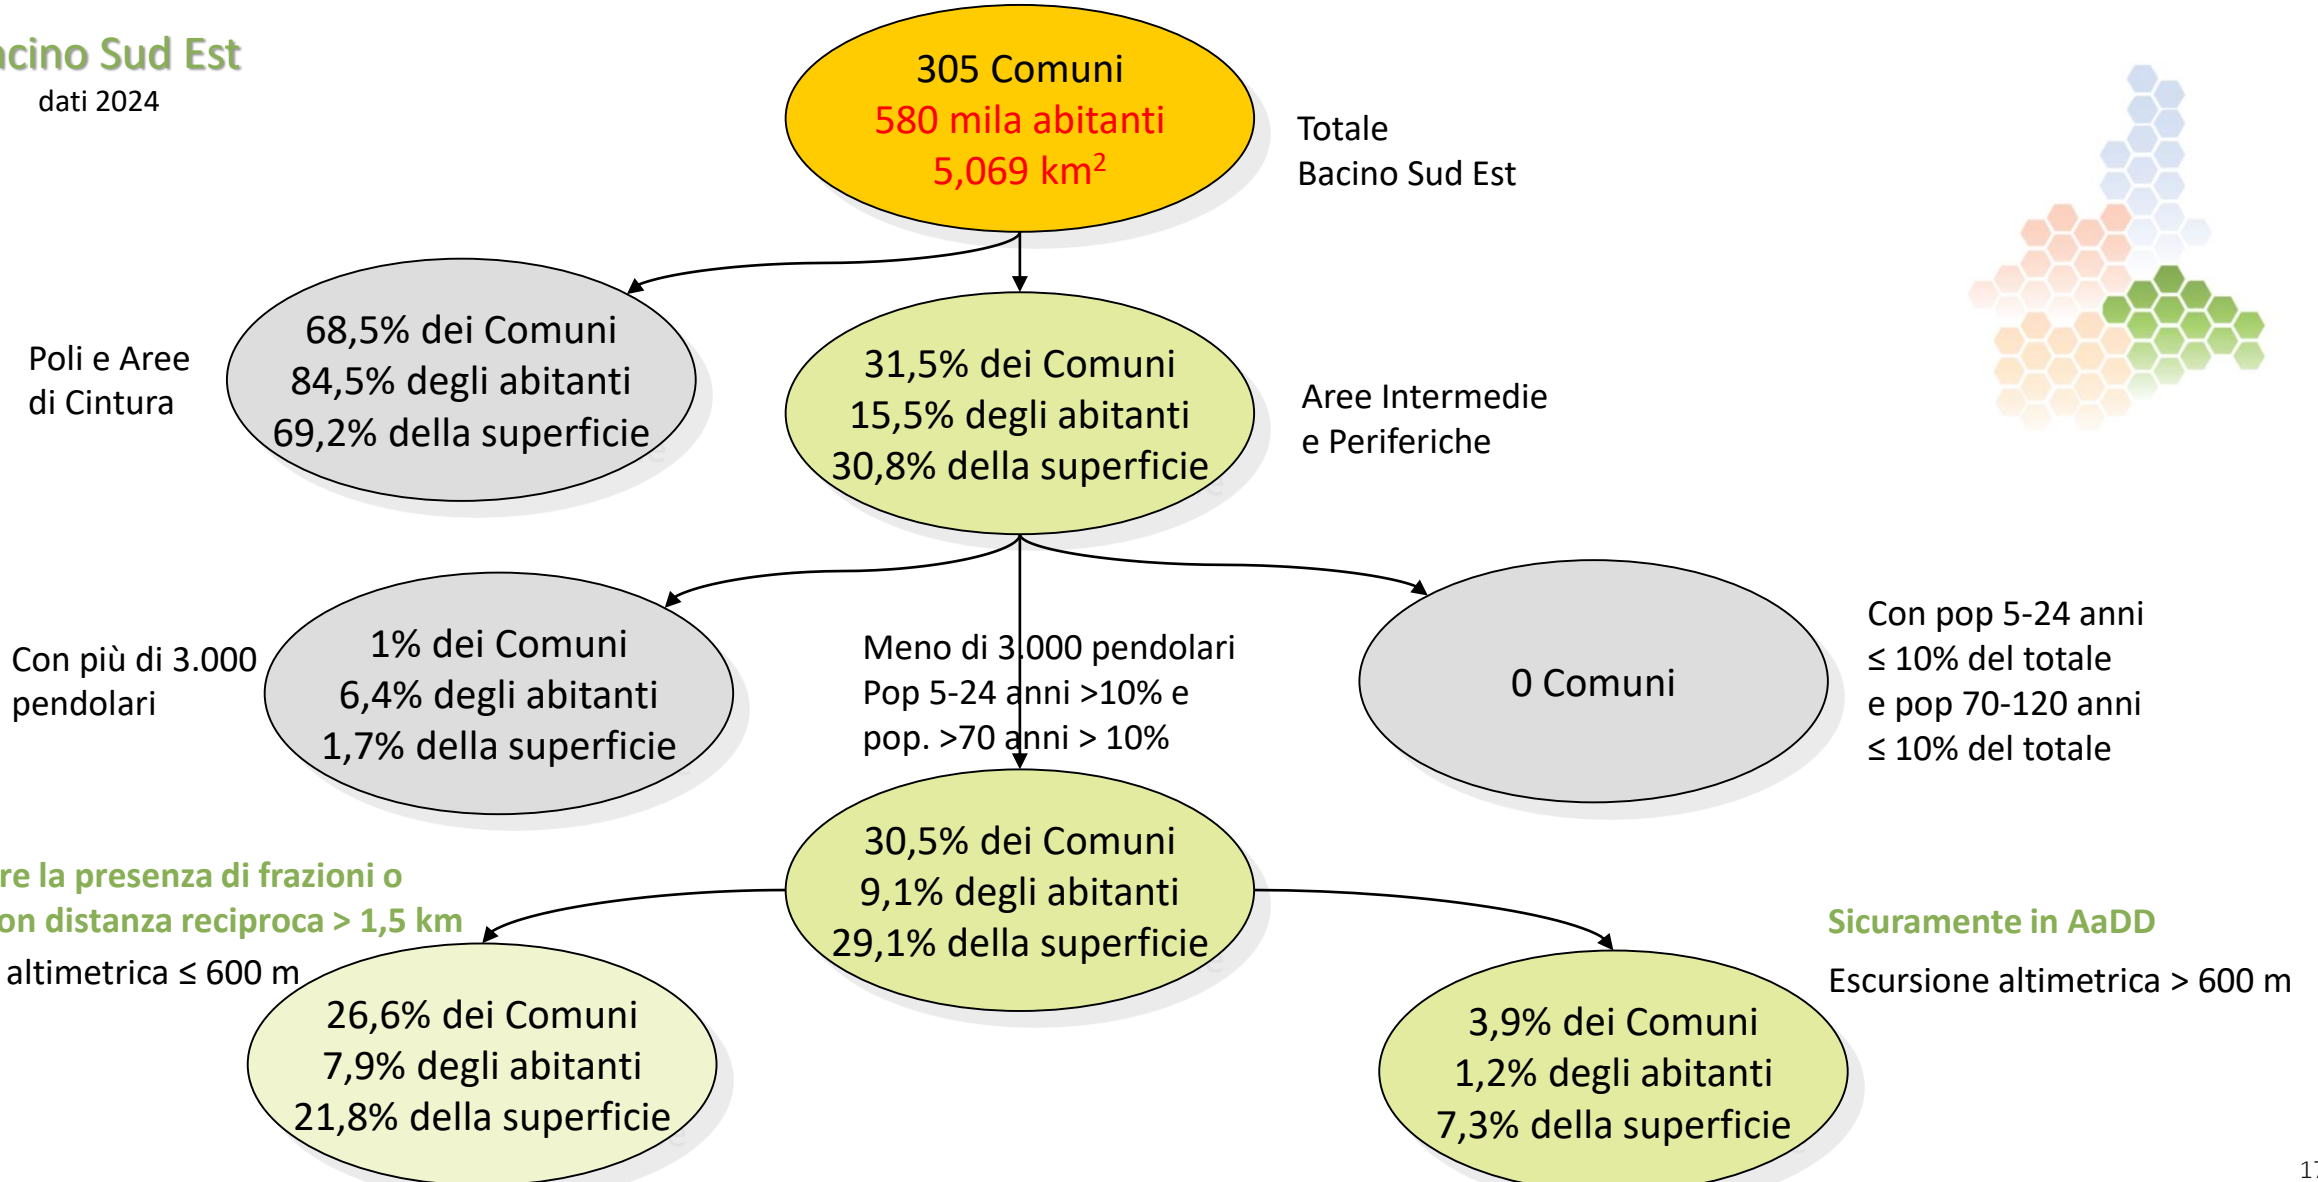 Bacino Sud Est
dati 2024
305 Comuni
580 mila abitanti
5,069 km²
Totale
Bacino Sud Est
Poli e Aree
di Cintura
68,5% dei Comuni
84,5% degli abitanti
69,2% della superficie
31,5% dei Comuni
15,5% degli abitanti
30,8% della superficie
Aree Intermedie
e Periferiche
Con più di 3.000
pendolari
1% dei Comuni
6,4% degli abitanti
1,7% della superficie
Meno di 3.000 pendolari
Pop 5-24 anni >10% e
pop. >70 anni > 10%
0 Comuni
Con pop 5-24 anni
≤ 10% del totale
e pop 70-120 anni
≤ 10% del totale
30,5% dei Comuni
9,1% degli abitanti
29,1% della superficie
la presenza di frazioni o
distanza reciproca > 1,5 km
altimetrica ≤ 600 m
26,6% dei Comuni
7,9% degli abitanti
21,8% della superficie
Sicuramente in AaDD
Escursione altimetrica > 600 m
3,9% dei Comuni
1,2% degli abitanti
7,3% della superficie
17